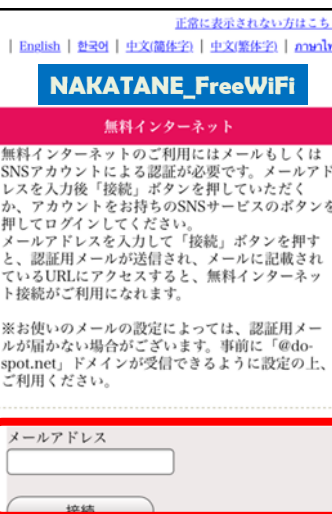 正常に表示されない方はこち
| English | 한국어 | 中文(简体字) | 中文(繁体字) | ภาษาไท
NAKATANE_FreeWiFi
無料インターネット
無料インターネットのご利用にはメールもしくは
SNSアカウントによる認証が必要です。メールアド
レスを入力後「接続」ボタンを押していただく
か、アカウントをお持ちのSNSサービスのボタンを
押してログインしてください。
メールアドレスを入力して「接続」ボタンを押す
と、認証用メールが送信され、メールに記載され
ているURLにアクセスすると、無料インターネッ
ト接続がご利用になれます。
※お使いのメールの設定によっては、認証用メー
ルが届かない場合がございます。事前に「@do-
spot.net」ドメインが受信できるように設定の上、
ご利用ください。
メールアドレス
接続